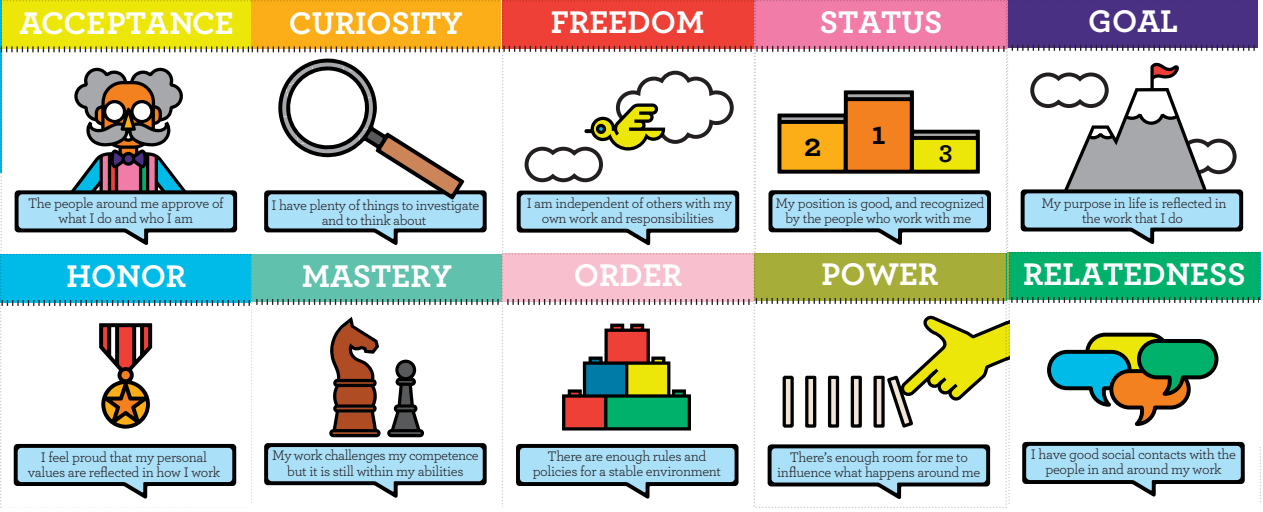 ACCEPTANCE
CURIOSITY
FREEDOM
STATUS
GOAL
2
1
3
The people around me approve of
what I do and who I am
I have plenty of things to investigate
and to think about
I am independent of others with my
own work and responsibilities
My position is good, and recognized
by the people who work with me
My purpose in life is reflected in
the work that I do
HONOR
MASTERY
ORDER
POWER
RELATEDNESS
I feel proud that my personal
values are reflected in how I work
My work challenges my competence
but it is still within my abilities
There are enough rules and
policies for a stable environment
There's enough room for me to
influence what happens around me
I have good social contacts with the
people in and around my work